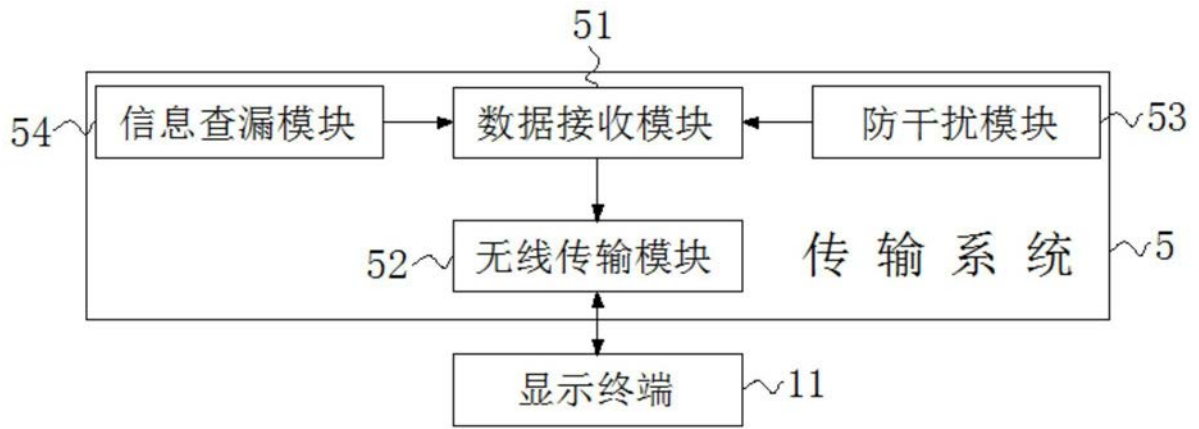 51
54
信息查漏模块
数据接收模块
防干扰模块
53
52
无线传输模块
传输系统
5
显示终端
11